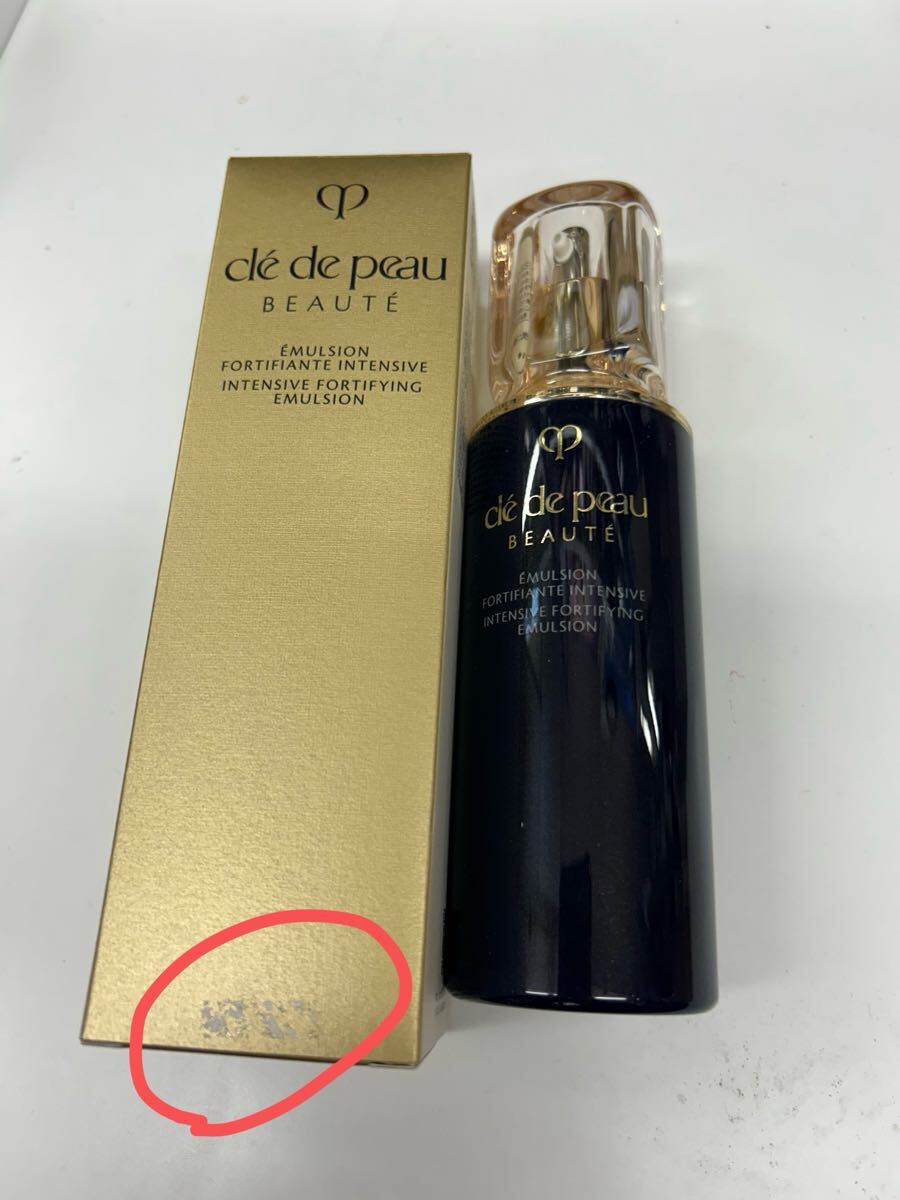 clé de peau
BEAUTÉ
ÉMULSION
FORTIFIANTE INTENSIVE
INTENSIVE FORTIFYING
EMULSION
clé de peau
BEAUTÉ
ÉMULSION
FORTIFIANTE INTENSIVE
INTENSIVE FORTIFYING
EMULSION